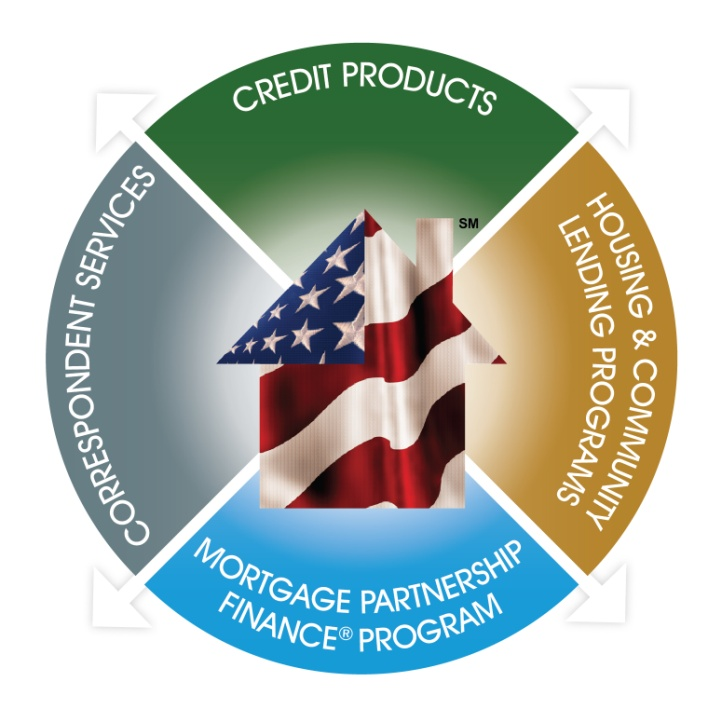 CREDIT PRODUCTS
SM
HOUSING & COMMUNITY
LENDING PROGRAMS
MORTGAGE PARTNERSHIP
FINANCE® PROGRAM
CORRESPONDENT SERVICES